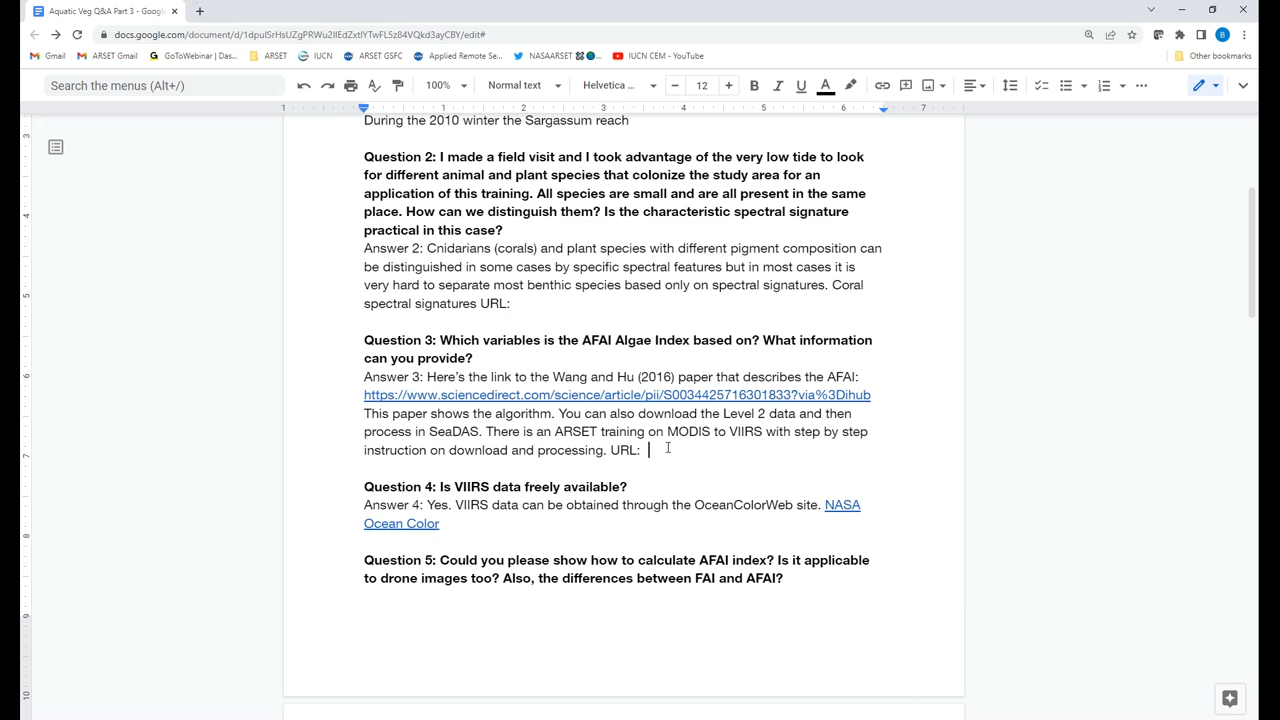 Aquatic Veg Q&A Part 3 - Google
docs.google.com/document/d/1dpulSrHsUZgPRWu2IIEdZxtIYTwFL5z84VQkd3ayCBY/edit#
Gmail ARSET Gmail GoToWebinar | Das... ARSET IUCN ARSET GSFC Applied Remote Se... NASAARSET IUCN CEM - YouTube Other bookmarks
Search the menus (Alt+/) 100% Normal text Helvetica ... 12
1 1 2 3 4 5 6 7
During the 2010 winter the Sargassum reach
Question 2: I made a field visit and I took advantage of the very low tide to look
for different animal and plant species that colonize the study area for an
application of this training. All species are small and are all present in the same
place. How can we distinguish them? Is the characteristic spectral signature
practical in this case?
Answer 2: Cnidarians (corals) and plant species with different pigment composition can
be distinguished in some cases by specific spectral features but in most cases it is
very hard to separate most benthic species based only on spectral signatures. Coral
spectral signatures URL:
Question 3: Which variables is the AFAI Algae Index based on? What information
can you provide?
Answer 3: Here's the link to the Wang and Hu (2016) paper that describes the AFAI:
https://www.sciencedirect.com/science/article/pii/S0034425716301833?via%3Dihub
This paper shows the algorithm. You can also download the Level 2 data and then
process in SeaDAS. There is an ARSET training on MODIS to VIIRS with step by step
instruction on download and processing. URL:
Question 4: Is VIIRS data freely available?
Answer 4: Yes. VIIRS data can be obtained through the OceanColorWeb site. NASA
Ocean Color
Question 5: Could you please show how to calculate AFAI index? Is it applicable
to drone images too? Also, the differences between FAI and AFAI?